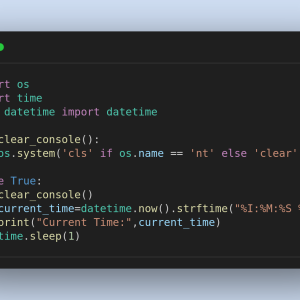 rt os
rt time
datetime import datetime
clear_console():
os.system('cls' if os.name == 'nt' else 'clear'
e True:
clear_console()
current_time=datetime.now().strftime("%I:%M:%S %
print("Current Time:",current_time)
time.sleep(1)